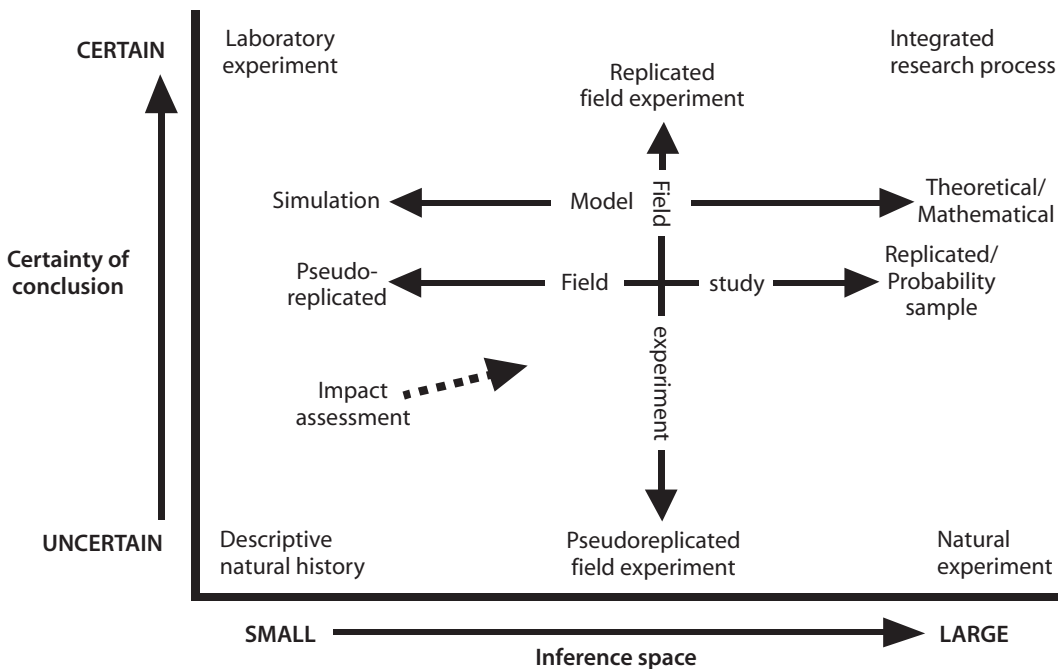 CERTAIN
Laboratory
experiment
Integrated
research process
Replicated
field experiment
Simulation
Model
Field
Theoretical/
Mathematical
Certainty of
conclusion
Pseudo-
replicated
Field
study
Replicated/
Probability
sample
experiment
Impact
assessment
UNCERTAIN
Descriptive
natural history
Pseudoreplicated
field experiment
Natural
experiment
SMALL
LARGE
Inference space